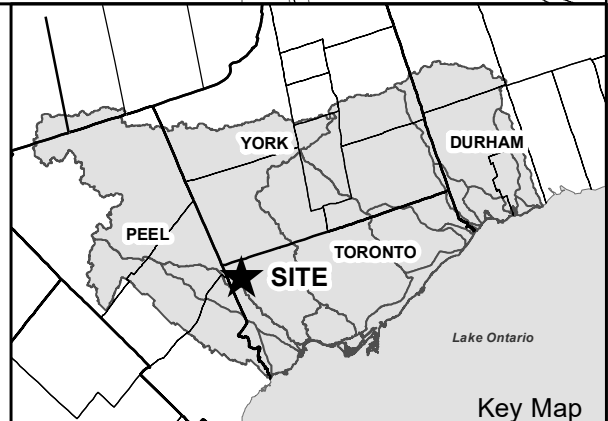 YORK
DURHAM
PEEL
TORONTO
SITE
Lake Ontario
Key Map